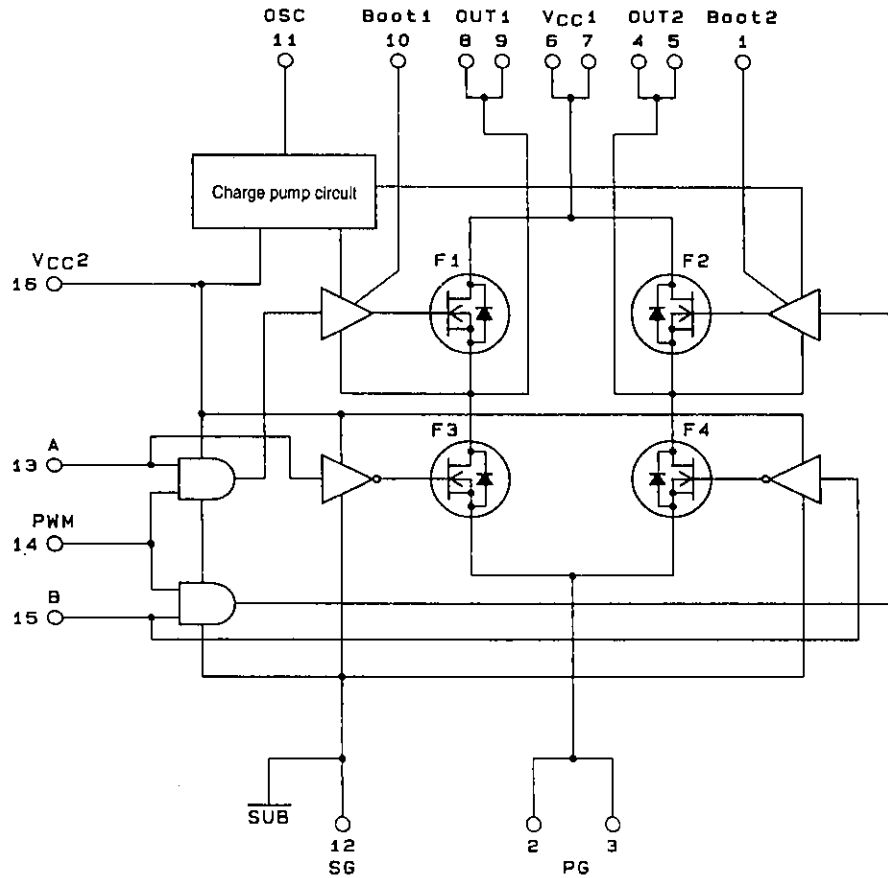 OSC Boot1 OUT1 VCC1 OUT2 Boot2
11 10 8 9 6 7 4 5 1
Charge pump circuit
VCC2
16
F1 F2
A
13
F3 F4
PWM
14
B
15
SUB
12 2 3
SG PG